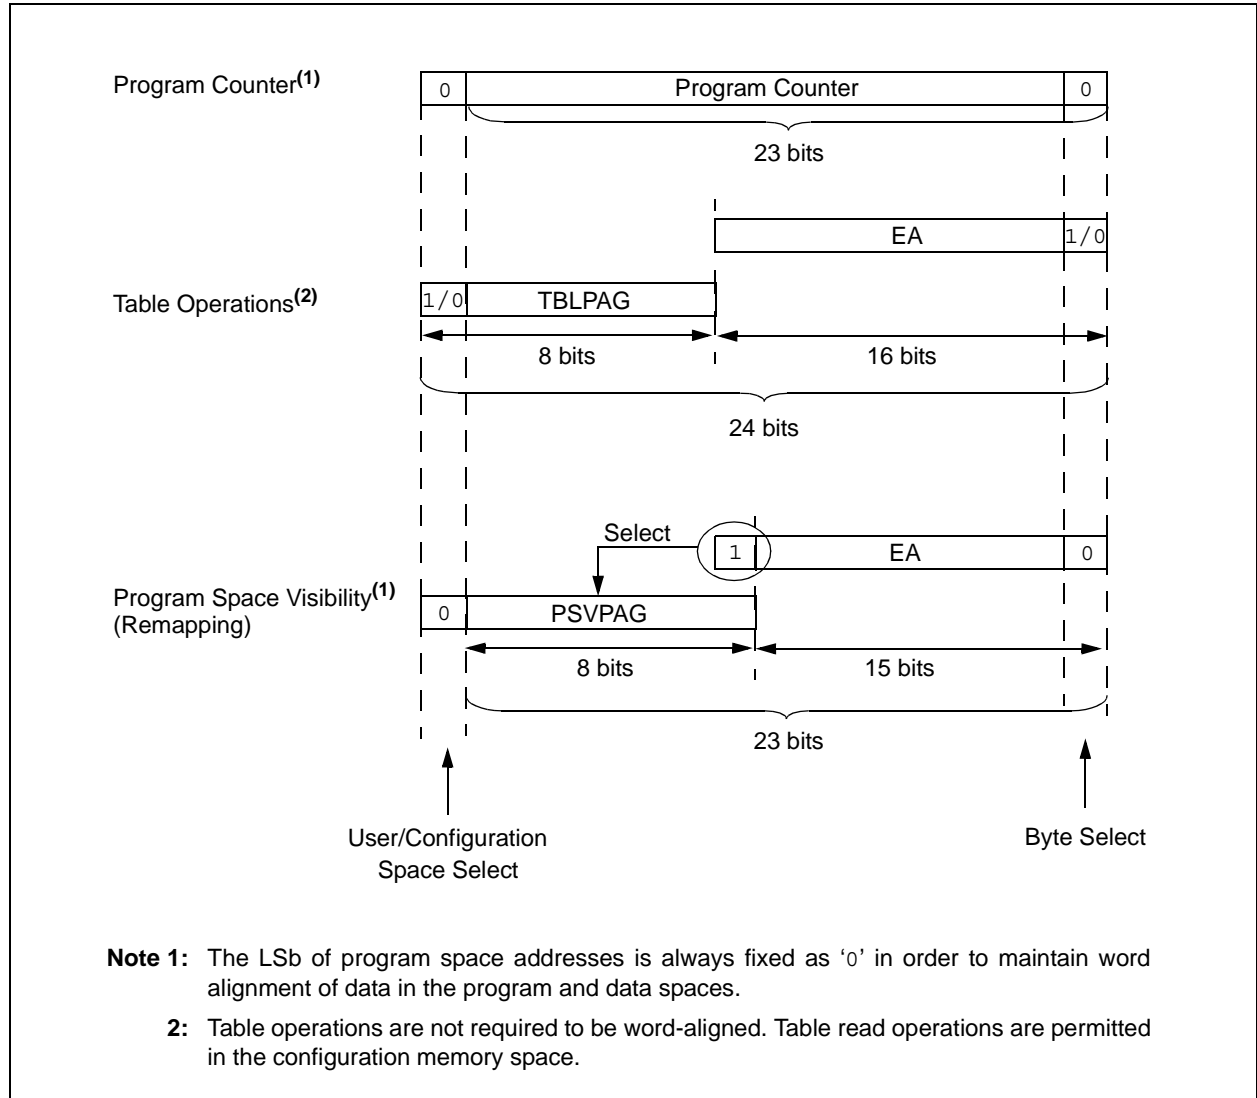 Program Counter(1)
0 Program Counter 0
23 bits
EA 1/0
Table Operations(2)
1/0 TBLPAG
8 bits 16 bits
24 bits
Select
1 EA 0
Program Space Visibility(1)
(Remapping)
0 PSVPAG
8 bits 15 bits
23 bits
User/Configuration
Space Select
Byte Select
Note 1: The LSb of program space addresses is always fixed as ‘0’ in order to maintain word
alignment of data in the program and data spaces.
2: Table operations are not required to be word-aligned. Table read operations are permitted
in the configuration memory space.